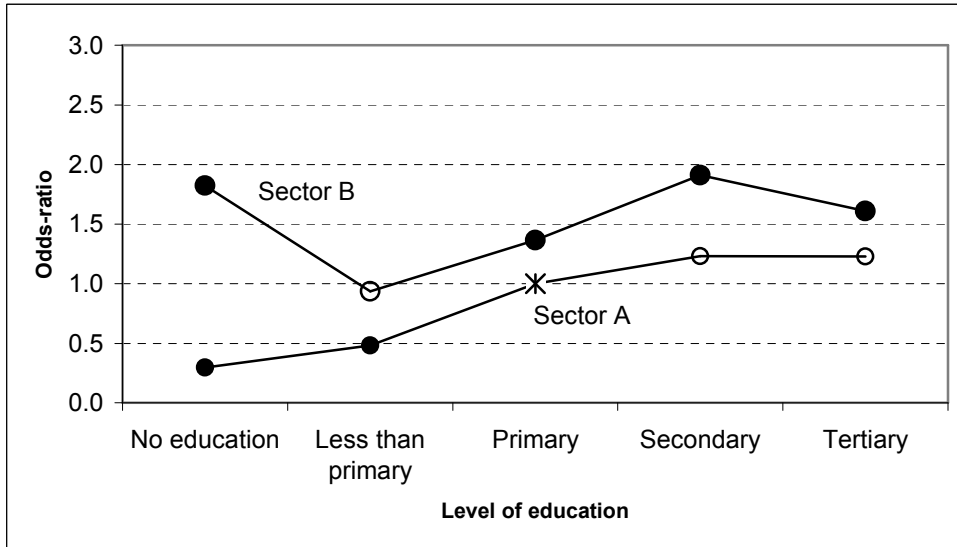 3.0
2.5
2.0
1.5
1.0
0.5
0.0
Odds-ratio
Sector B
Sector A
No education
Less than
primary
Primary
Secondary
Tertiary
Level of education